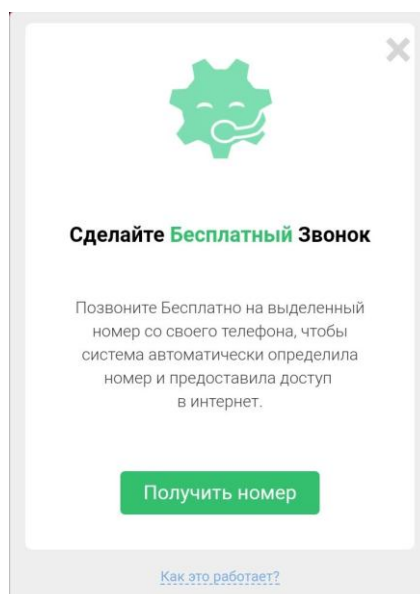 Сделайте Бесплатный Звонок
Позвоните Бесплатно на выделенный
номер со своего телефона, чтобы
система автоматически определила
номер и предоставила доступ
в интернет.
Получить номер
Как это работает?